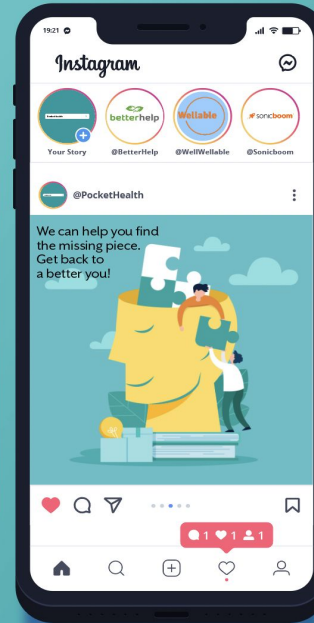 19:21
Instagram
betterhelp
Wellable
sonicboom
Your Story
@BetterHelp
@WellWellable
@Sonicboom
@PocketHealth
We can help you find
the missing piece.
Get back to
a better you!
1 1 1